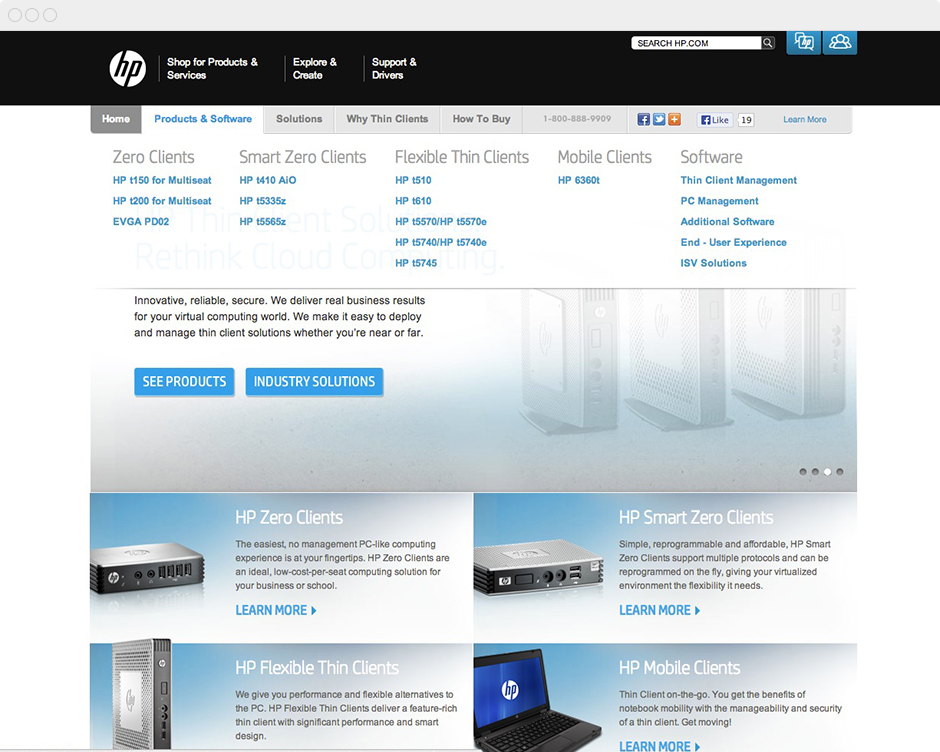 SEARCH HP.COM
hp
hp
Shop for Products &
Services
Explore &
Create
Support &
Drivers
Home
Products & Software
Solutions
Why Thin Clients
How To Buy
1-800-888-9909
Like
19
Learn More
Zero Clients
Smart Zero Clients
Flexible Thin Clients
Mobile Clients
Software
HP t150 for Multiseat
HP t410 AiO
HP t510
HP 6360t
Thin Client Management
HP t200 for Multiseat
HP t5335z
HP t610
PC Management
EVGA PD02
HP t5565z
HP t5570/HP t5570e
Additional Software
HP t5740/HP t5740e
End - User Experience
HP t5745
ISV Solutions
HP Thin Client Solutions
Rethink Cloud Computing.
Innovative, reliable, secure. We deliver real business results
for your virtual computing world. We make it easy to deploy
and manage thin client solutions whether you're near or far.
SEE PRODUCTS
INDUSTRY SOLUTIONS
HP Zero Clients
The easiest, no management PC-like computing
experience is at your fingertips. HP Zero Clients are
an ideal, low-cost-per-seat computing solution for
your business or school.
LEARN MORE
HP Smart Zero Clients
Simple, reprogrammable and affordable, HP Smart
Zero Clients support multiple protocols and can be
reprogrammed on the fly, giving your virtualized
environment the flexibility it needs.
LEARN MORE
HP Flexible Thin Clients
We give you performance and flexible alternatives to
the PC. HP Flexible Thin Clients deliver a feature-rich
thin client with significant performance and smart
design.
HP Mobile Clients
Thin Client on-the-go. You get the benefits of
notebook mobility with the manageability and security
of a thin client. Get moving!
LEARN MORE